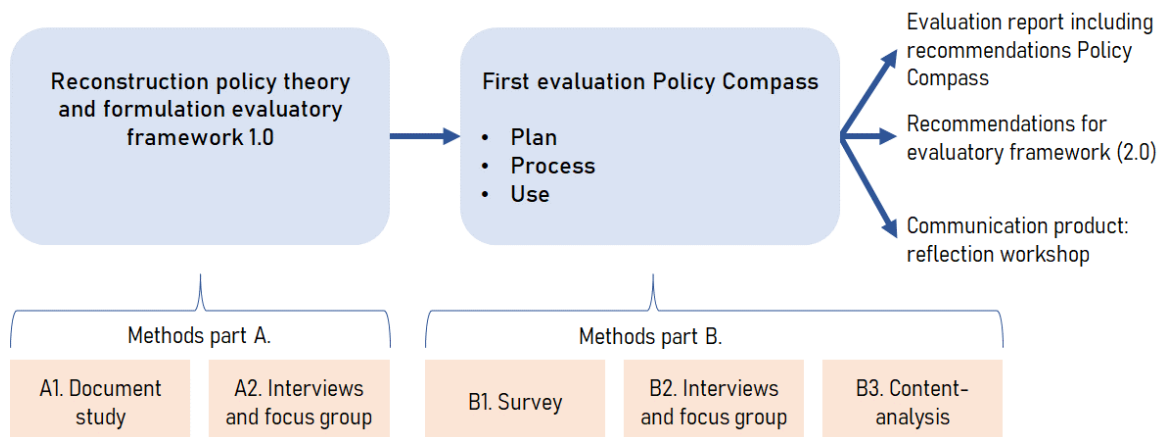 Reconstruction policy theory
and formulation evaluatory
framework 1.0
First evaluation Policy Compass
• Plan
• Process
• Use
Evaluation report including
recommendations Policy
Compass
Recommendations for
evaluatory framework (2.0)
Communication product:
reflection workshop
Methods part A.
A1. Document
study
A2. Interviews
and focus group
Methods part B.
B1. Survey
B2. Interviews
and focus group
B3. Content-
analysis